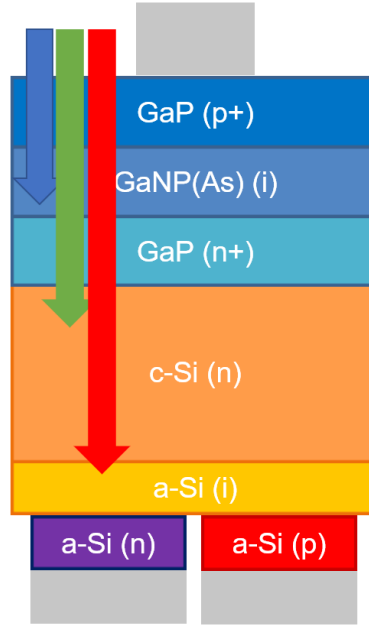 GaP (p+)
GaNP(As) (i)
GaP (n+)
c-Si (n)
a-Si (i)
a-Si (n)
a-Si (p)